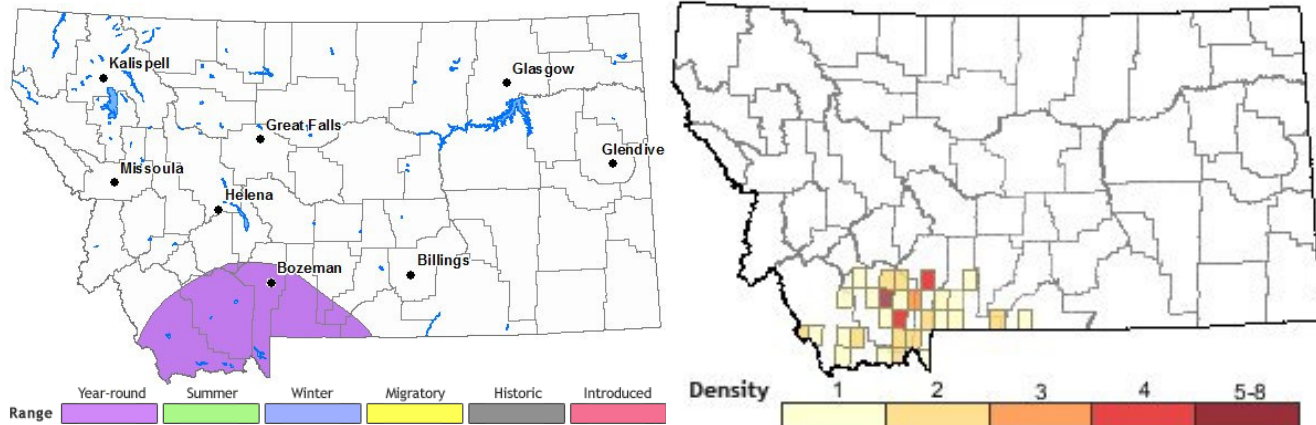 Kalispell
Glasgow
Great Falls
Glendive
Missoula
Helena
Bozeman
Billings
Year-round Summer Winter Migratory Historic Introduced
Range
Density 1 2 3 4 5-8